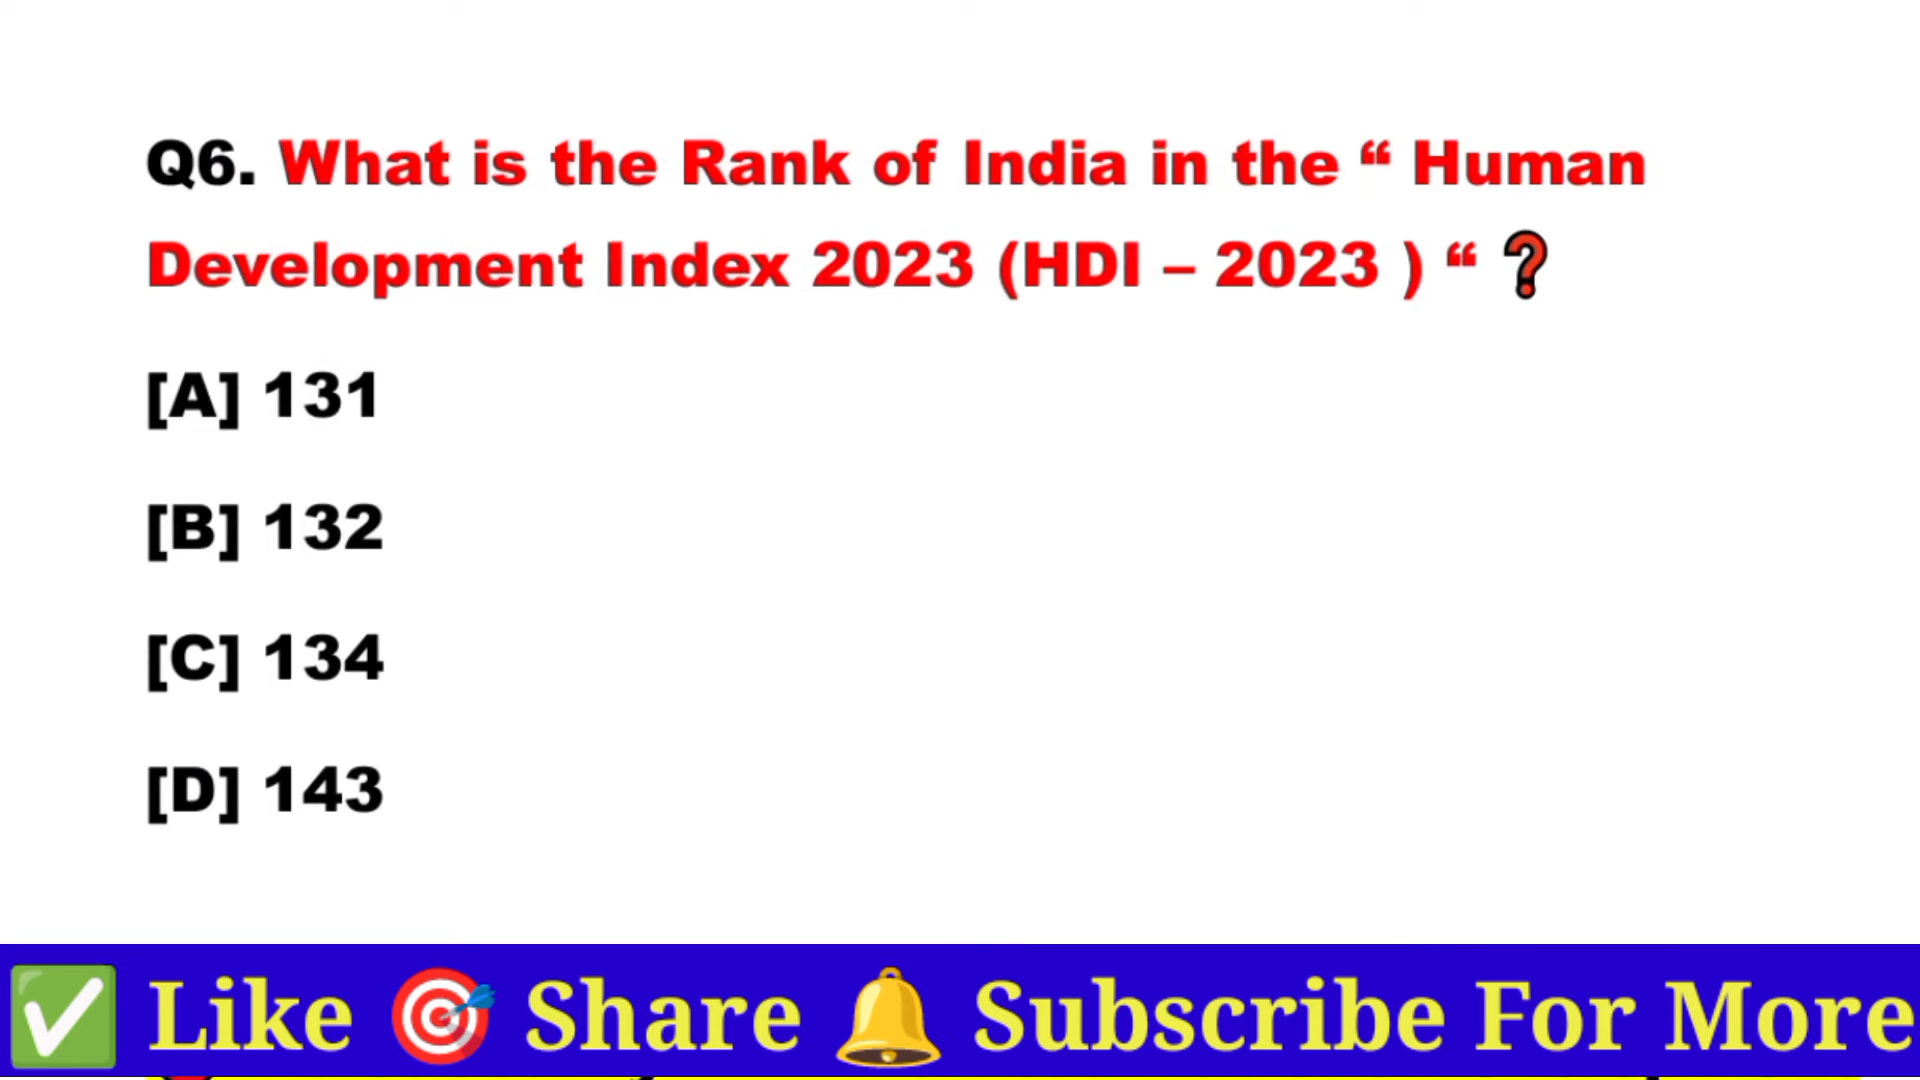 Q6. What is the Rank of India in the “ Human
Development Index 2023 (HDI – 2023 ) “ ❓
[A] 131
[B] 132
[C] 134
[D] 143
✅ Like 🎯 Share 🔔 Subscribe For More